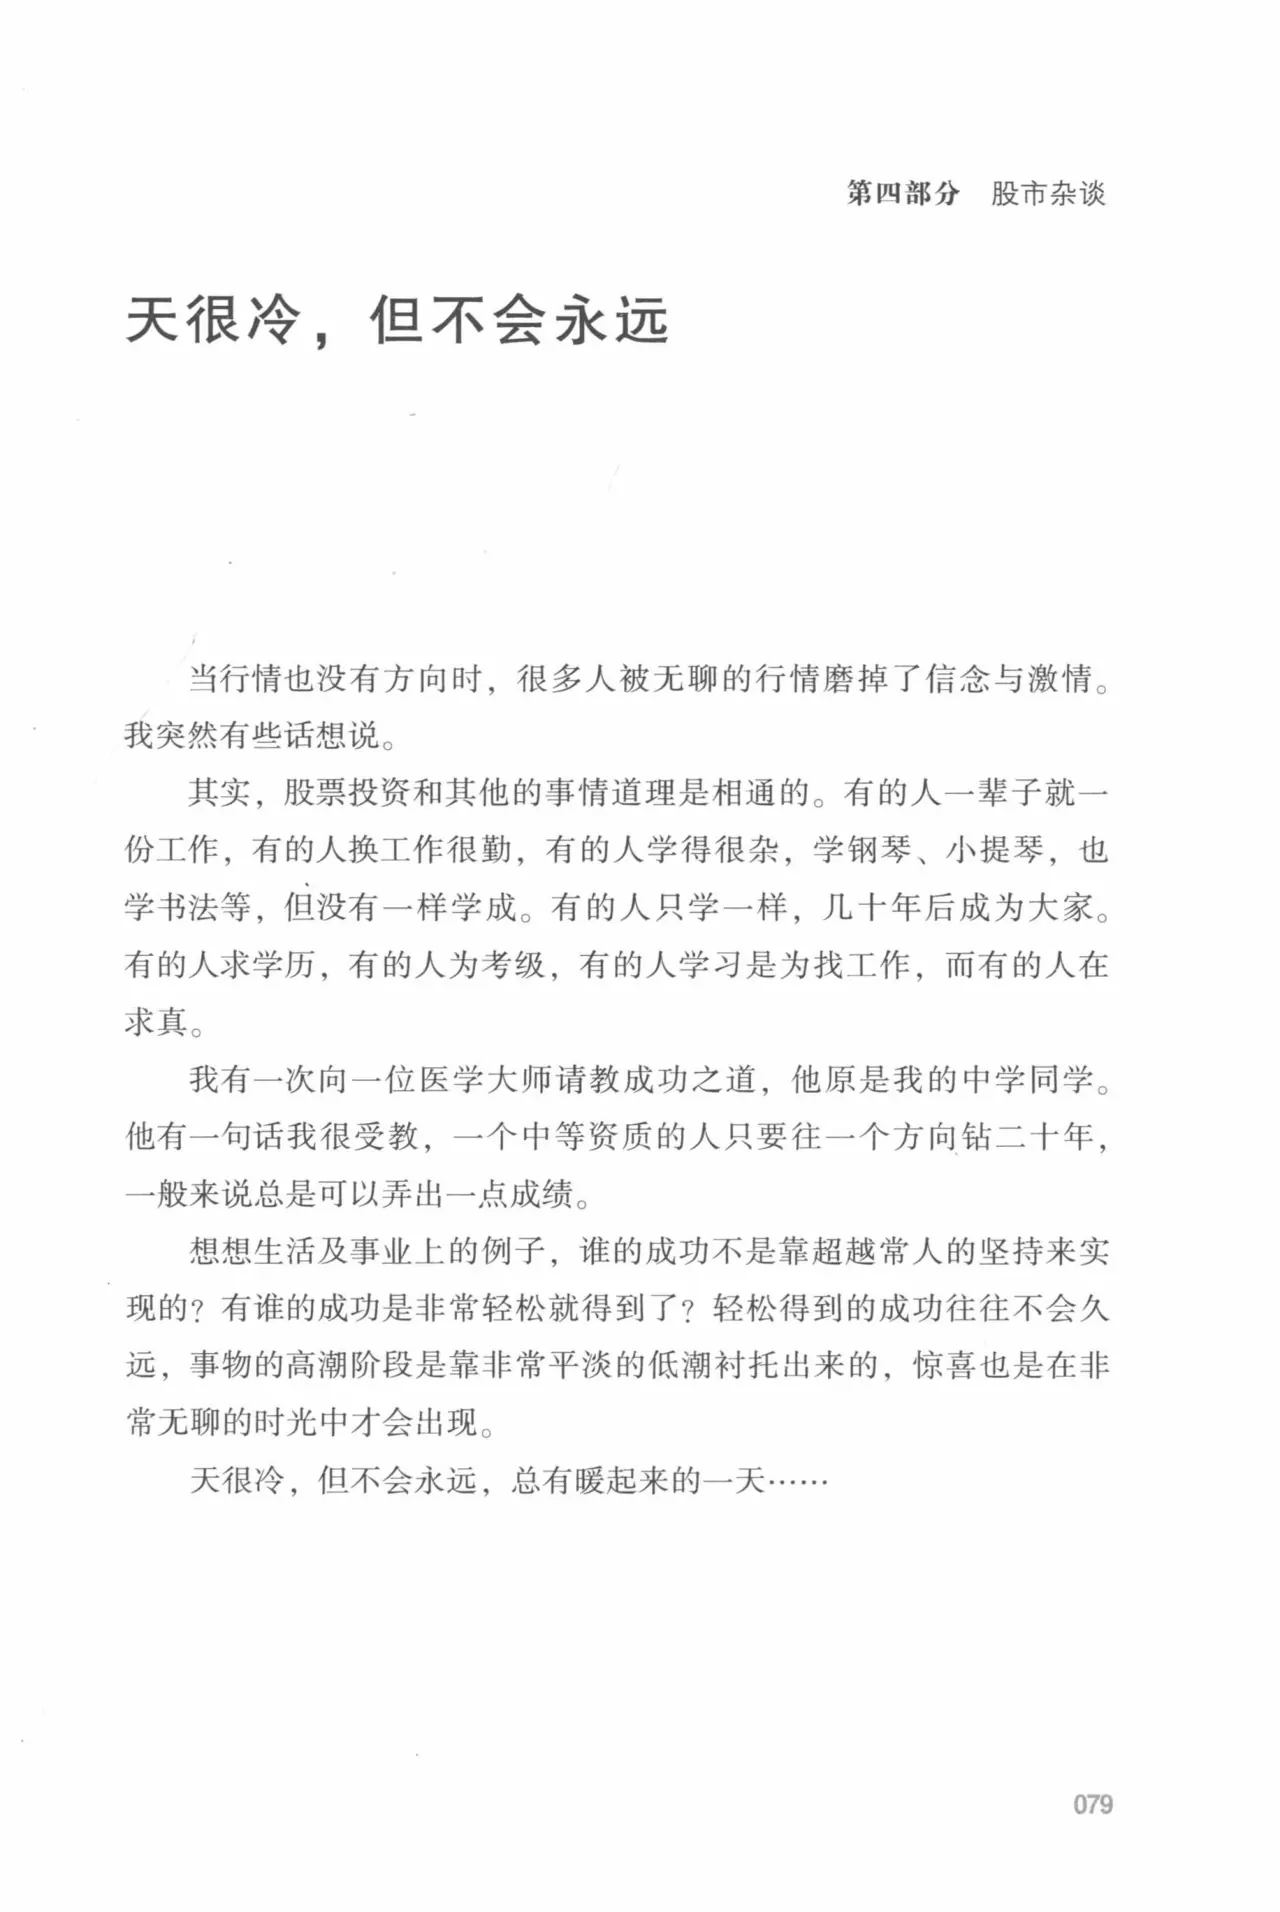 第四部分 股市杂谈
天很冷，但不会永远
当行情也没有方向时，很多人被无聊的行情磨掉了信念与激情。
我突然有些话想说。
其实，股票投资和其他的事情道理是相通的。有的人一辈子就一
份工作，有的人换工作很勤，有的人学得很杂，学钢琴、小提琴，也
学书法等，但没有一样学成。有的人只学一样，几十年后成为大家。
有的人求学历，有的人为考级，有的人学习是为找工作，而有的人在
求真。
我有一次向一位医学大师请教成功之道，他原是我的中学同学。
他有一句话我很受教，一个中等资质的人只要往一个方向钻二十年，
一般来说总是可以弄出一点成绩。
想想生活及事业上的例子，谁的成功不是靠超越常人的坚持来实
现的？有谁的成功是非常轻松就得到了？轻松得到的成功往往不会久
远，事物的高潮阶段是靠非常平淡的低潮衬托出来的，惊喜也是在非
常无聊的时光中才会出现。
天很冷，但不会永远，总有暖起来的一天……
079